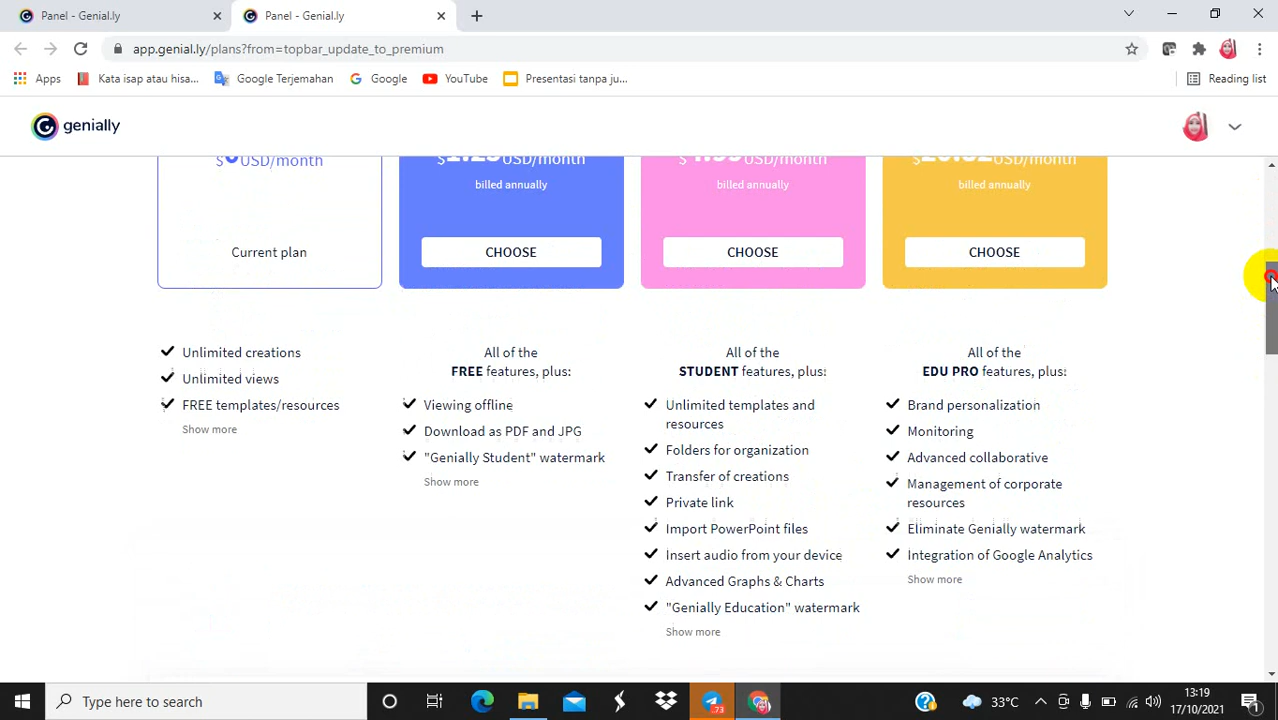 Panel - Genial.ly
Panel - Genial.ly
app.genial.ly/plans?from=topbar_update_to_premium
Apps
Kata isap atau hisa...
Google Terjemahan
Google
YouTube
Presentasi tanpa ju...
Reading list
genially
USD/month
USD/month
USD/month
USD/month
billed annually
billed annually
billed annually
Current plan
CHOOSE
CHOOSE
CHOOSE
Unlimited creations
Unlimited views
FREE templates/resources
Show more
All of the
FREE features, plus:
Viewing offline
Download as PDF and JPG
"Genially Student" watermark
Show more
All of the
STUDENT features, plus:
Unlimited templates and
resources
Folders for organization
Transfer of creations
Private link
Import PowerPoint files
Insert audio from your device
Advanced Graphs & Charts
"Genially Education" watermark
Show more
All of the
EDU PRO features, plus:
Brand personalization
Monitoring
Advanced collaborative
Management of corporate
resources
Eliminate Genially watermark
Integration of Google Analytics
Show more
Type here to search
73
33°C
13:19
17/10/2021
1